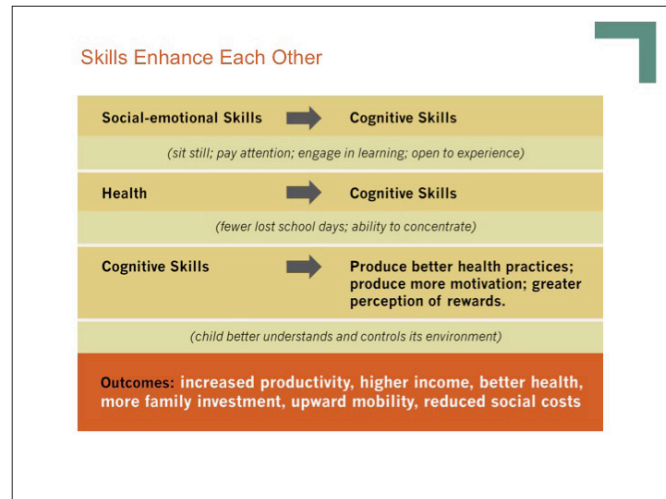 Skills Enhance Each Other
Social-emotional Skills Cognitive Skills
(sit still; pay attention; engage in learning; open to experience)
Health Cognitive Skills
(fewer lost school days; ability to concentrate)
Cognitive Skills Produce better health practices;
produce more motivation; greater
perception of rewards.
(child better understands and controls its environment)
Outcomes: increased productivity, higher income, better health,
more family investment, upward mobility, reduced social costs